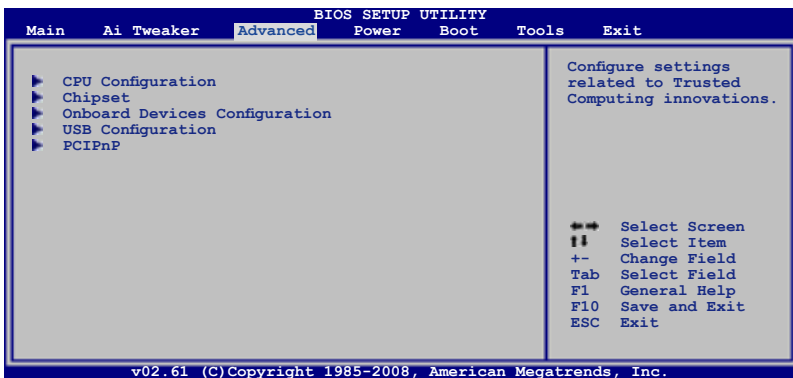 BIOS SETUP UTILITY
Main Ai Tweaker Advanced Power Boot Tools Exit
CPU Configuration
Chipset
Onboard Devices Configuration
USB Configuration
PCIPnP
Configure settings
related to Trusted
Computing innovations.
Select Screen
Select Item
+- Change Field
Tab Select Field
F1 General Help
F10 Save and Exit
ESC Exit
v02.61 (C)Copyright 1985-2008, American Megatrends, Inc.